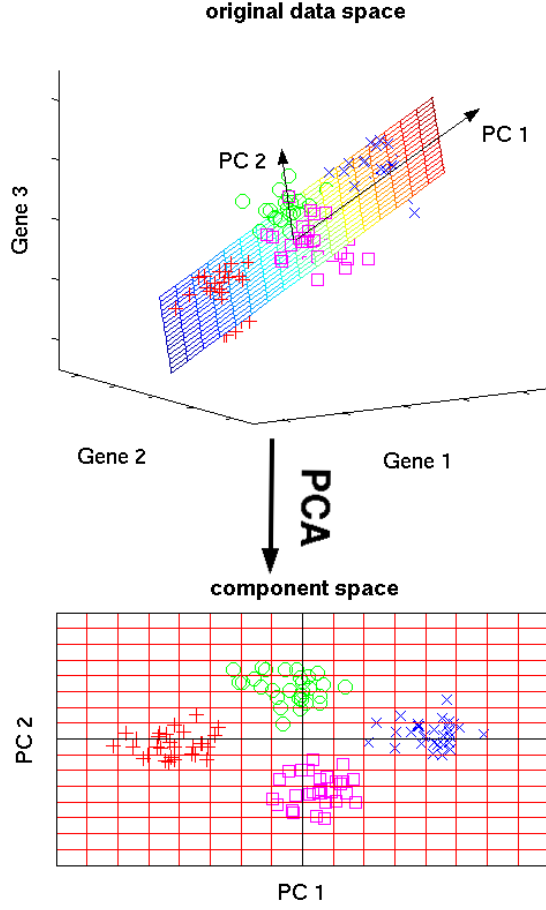 original data space
PC 1
PC 2
Gene 3
Gene 2
Gene 1
PCA
component space
PC 2
PC 1